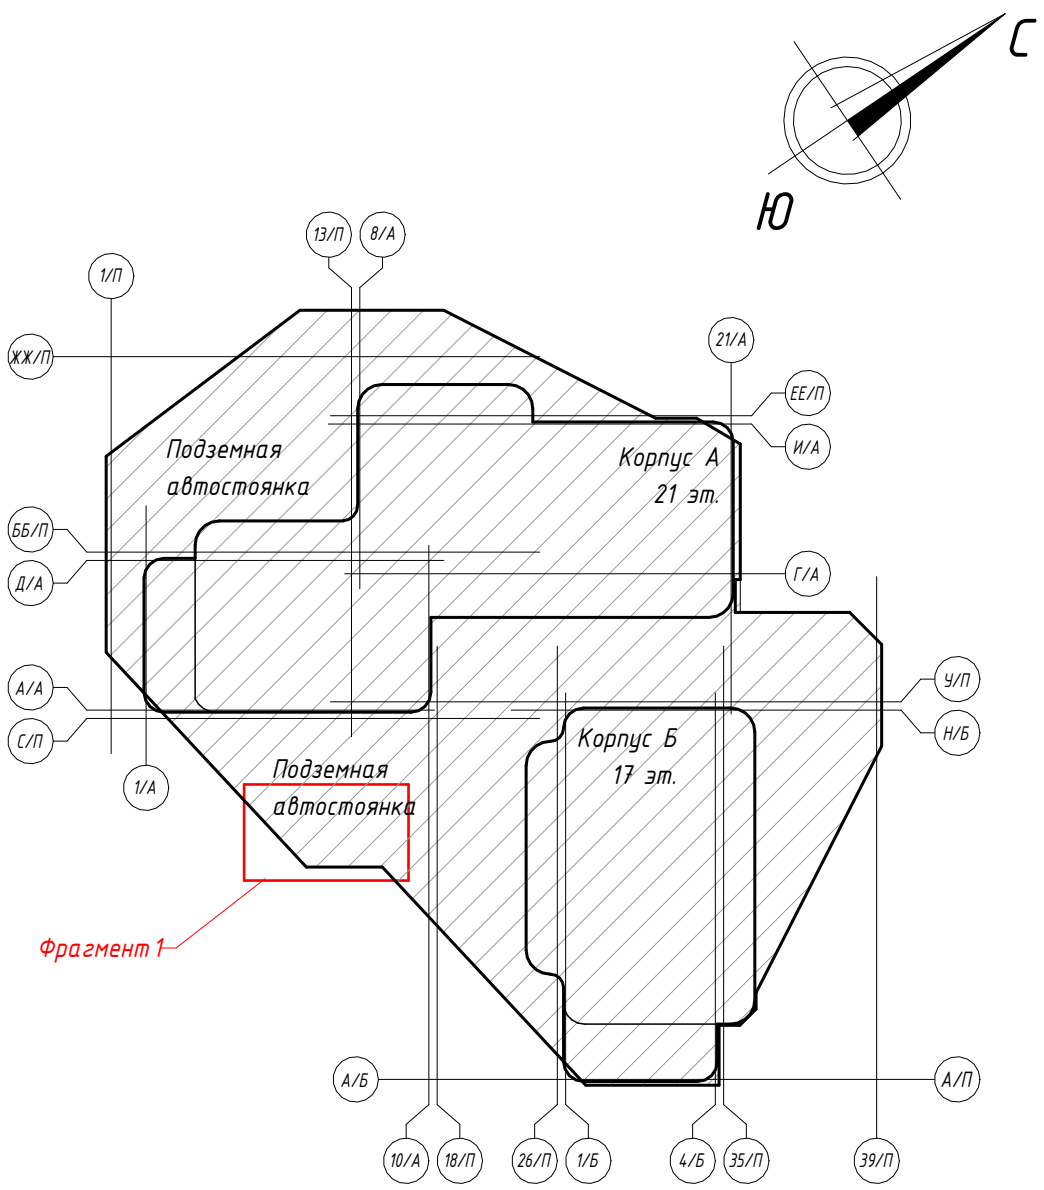 С
Ю
13/П
8/А
1/П
21/А
ЖЖ/П
ЕЕ/П
И/А
Подземная
автостоянка
Корпус А
21 эт.
ББ/П
Д/А
Г/А
А/А
С/П
У/П
Н/Б
1/А
Подземная
автостоянка
Корпус Б
17 эт.
Фрагмент 1
А/Б
А/П
10/А
18/П
26/П
1/Б
4/Б
35/П
39/П